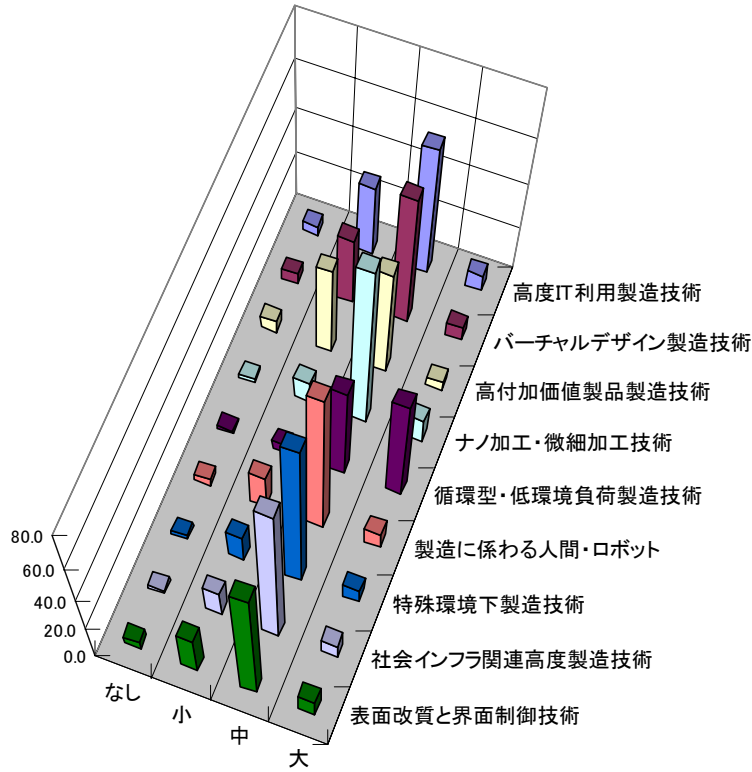 高度IT利用製造技術
バーチャルデザイン製造技術
高付加価値製品製造技術
ナノ加工・微細加工技術
循環型・低環境負荷製造技術
製造に係わる人間・ロボット
特殊環境下製造技術
社会インフラ関連高度製造技術
表面改質と界面制御技術
80.0
60.0
40.0
20.0
0.0
なし
小
中
大